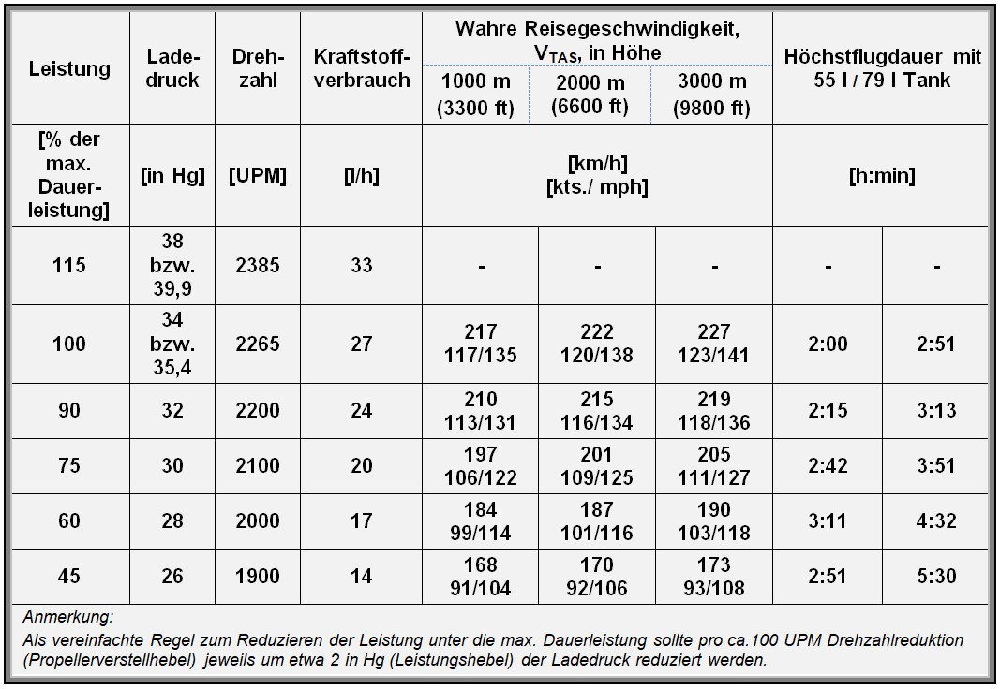 Leistung
Lade-
druck
Dreh-
zahl
Kraftstoff-
verbrauch
Wahre Reisegeschwindigkeit,
VTAS, in Höhe
1000 m
(3300 ft)
2000 m
(6600 ft)
3000 m
(9800 ft)
Höchstflugdauer mit
55 l / 79 l Tank
[% der
max.
Dauer-
leistung]
[in Hg]
[UPM]
[l/h]
[km/h]
[kts./ mph]
[h:min]
115
38
bzw.
39,9
2385
33
-
-
-
-
-
100
34
bzw.
35,4
2265
27
217
117/135
222
120/138
227
123/141
2:00
2:51
90
32
2200
24
210
113/131
215
116/134
219
118/136
2:15
3:13
75
30
2100
20
197
106/122
201
109/125
205
111/127
2:42
3:51
60
28
2000
17
184
99/114
187
101/116
190
103/118
3:11
4:32
45
26
1900
14
168
91/104
170
92/106
173
93/108
2:51
5:30
Anmerkung:
Als vereinfachte Regel zum Reduzieren der Leistung unter die max. Dauerleistung sollte pro ca.100 UPM Drehzahlreduktion
(Propellerverstellhebel) jeweils um etwa 2 in Hg (Leistungshebel) der Ladedruck reduziert werden.